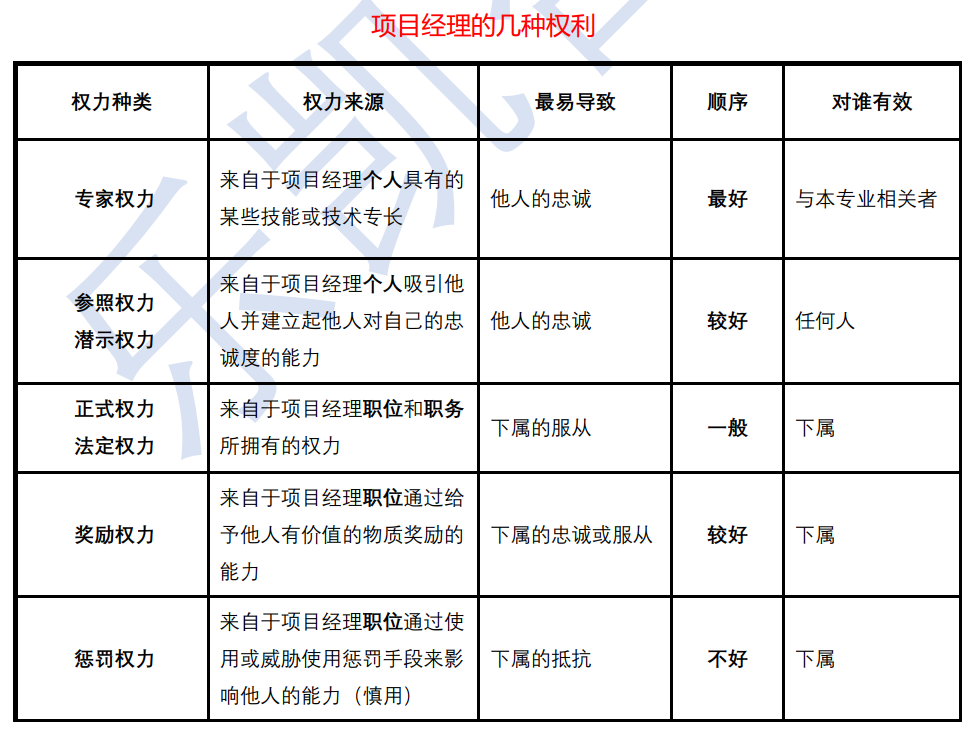 项目经理的几种权利
权力种类 权力来源 最易导致 顺序 对谁有效
专家权力
来自于项目经理个人具有的
某些技能或技术专长
他人的忠诚
最好
与本专业相关者
参照权力
潜示权力
来自于项目经理个人吸引他
人并建立起他人对自己的忠
诚度的能力
他人的忠诚
较好
任何人
正式权力
法定权力
来自于项目经理职位和职务
所拥有的权力
下属的服从
一般
下属
奖励权力
来自于项目经理职位通过给
予他人有价值的物质奖励的
能力
下属的忠诚或服从
较好
下属
惩罚权力
来自于项目经理职位通过使
用或威胁使用惩罚手段来影
响他人的能力（慎用）
下属的抵抗
不好
下属
乐凯